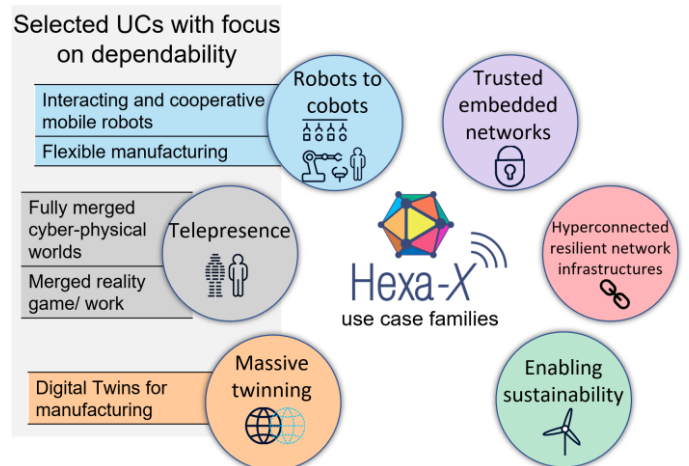 Selected UCs with focus
on dependability
Interacting and cooperative
mobile robots
Flexible manufacturing
Robots to
cobots
Fully merged
cyber-physical
worlds
Merged reality
game/ work
Telepresence
Digital Twins for
manufacturing
Massive
twinning
Trusted
embedded
networks
Hyperconnected
resilient network
infrastructures
Enabling
sustainability
Hexa-X
use case families